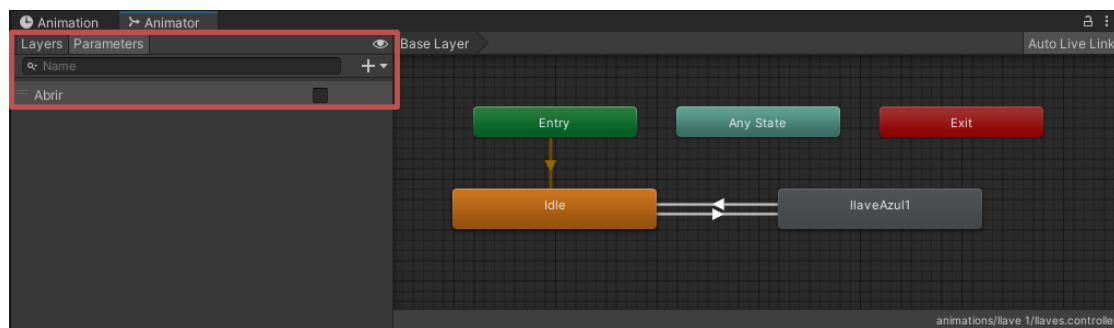 Animation Animator
Layers Parameters Base Layer Auto Live Link
Name
Abrir
Entry Any State Exit
Idle llaveAzul1
animations/llave 1/llaves.controlle